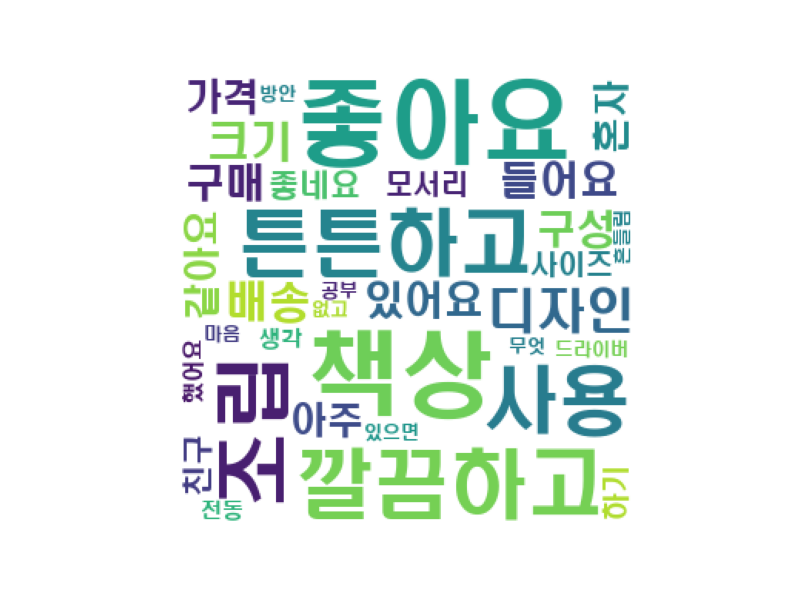 가격 방안 좋아요 혼자
크기
구매 좋네요 모서리 들어요
같아요 튼튼하고 구성 흔들림
사이즈
배송 공부 없고 있어요 디자인
마음 생각 무엇 드라이버
했어요 조립 책상 사용
아주 있으면
친구 깔끔하고 하기
전동